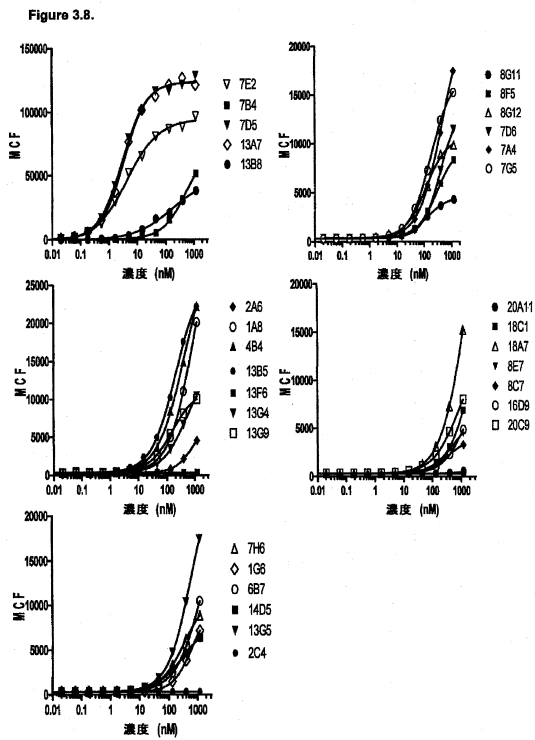 Figure 3.8.
MCF
150000
100000
50000
0
0.01 0.1 1 10 100 1000
濃度 (nM)
7E2
7B4
7D5
13A7
13B8
MCF
20000
15000
10000
5000
0
0.01 0.1 1 10 100 1000
濃度 (nM)
8G11
8F5
8G12
7D6
7A4
7G5
MCF
25000
20000
15000
10000
5000
0
0.01 0.1 1 10 100 1000
濃度 (nM)
2A6
1A8
4B4
13B5
13F6
13G4
13G9
MCF
20000
15000
10000
5000
0
0.01 0.1 1 10 100 1000
濃度 (nM)
20A11
18C1
18A7
8E7
8C7
16D9
20C9
MCF
20000
15000
10000
5000
0
0.01 0.1 1 10 100 1000
濃度 (nM)
7H6
1G6
6B7
14D5
13G5
2C4